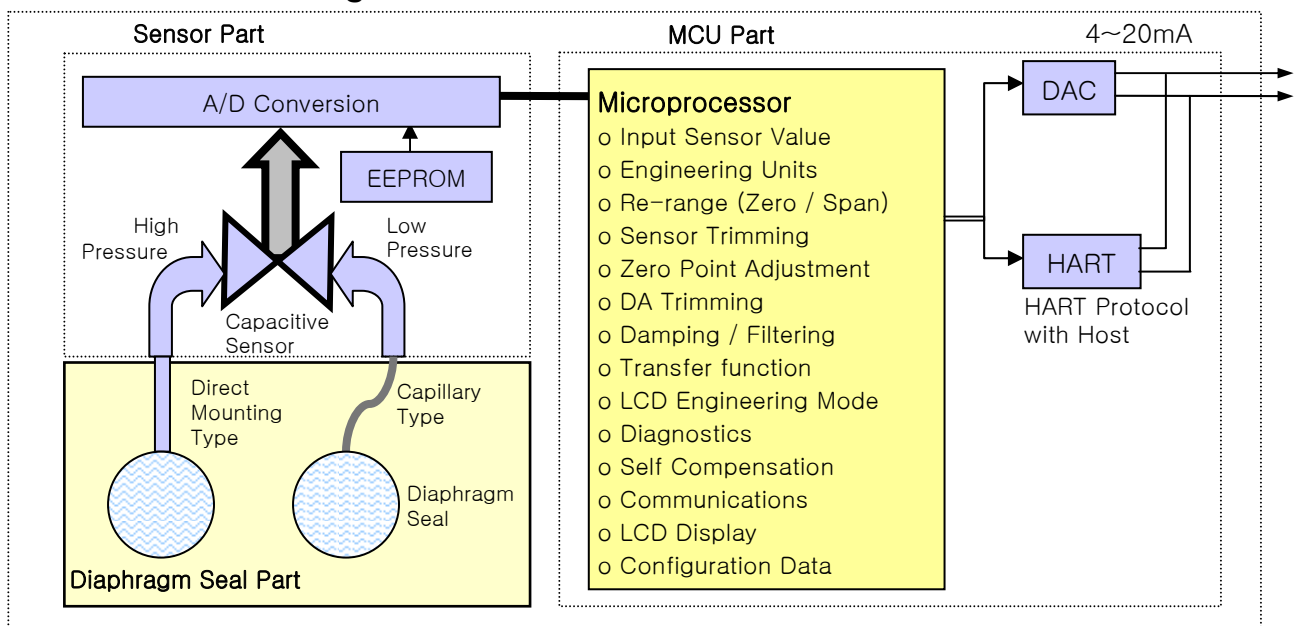 Sensor Part
MCU Part
4~20mA
A/D Conversion
EEPROM
High
Pressure
Low
Pressure
Capacitive
Sensor
Direct
Mounting
Type
Capillary
Type
Diaphragm
Seal
Diaphragm Seal Part
Microprocessor
o Input Sensor Value
o Engineering Units
o Re-range (Zero / Span)
o Sensor Trimming
o Zero Point Adjustment
o DA Trimming
o Damping / Filtering
o Transfer function
o LCD Engineering Mode
o Diagnostics
o Self Compensation
o Communications
o LCD Display
o Configuration Data
DAC
HART
HART Protocol
with Host